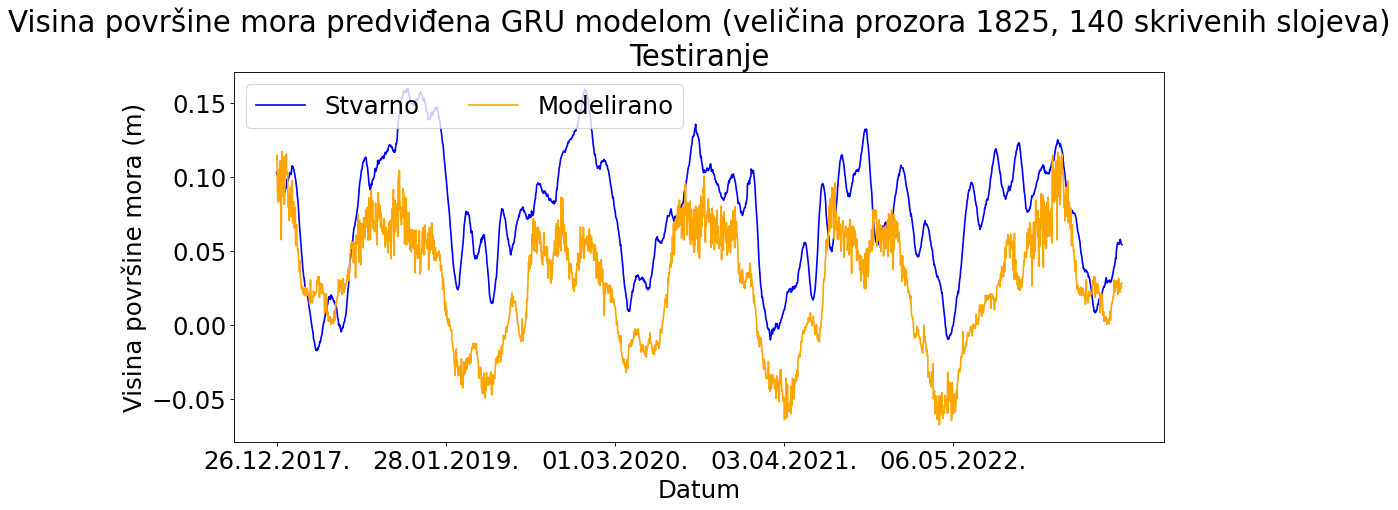 Visina površine mora predviđena GRU modelom (veličina prozora 1825, 140 skrivenih slojeva)
Testiranje
Stvarno Modelirano
Visina površine mora (m)
0.15
0.10
0.05
0.00
−0.05
26.12.2017. 28.01.2019. 01.03.2020. 03.04.2021. 06.05.2022.
Datum